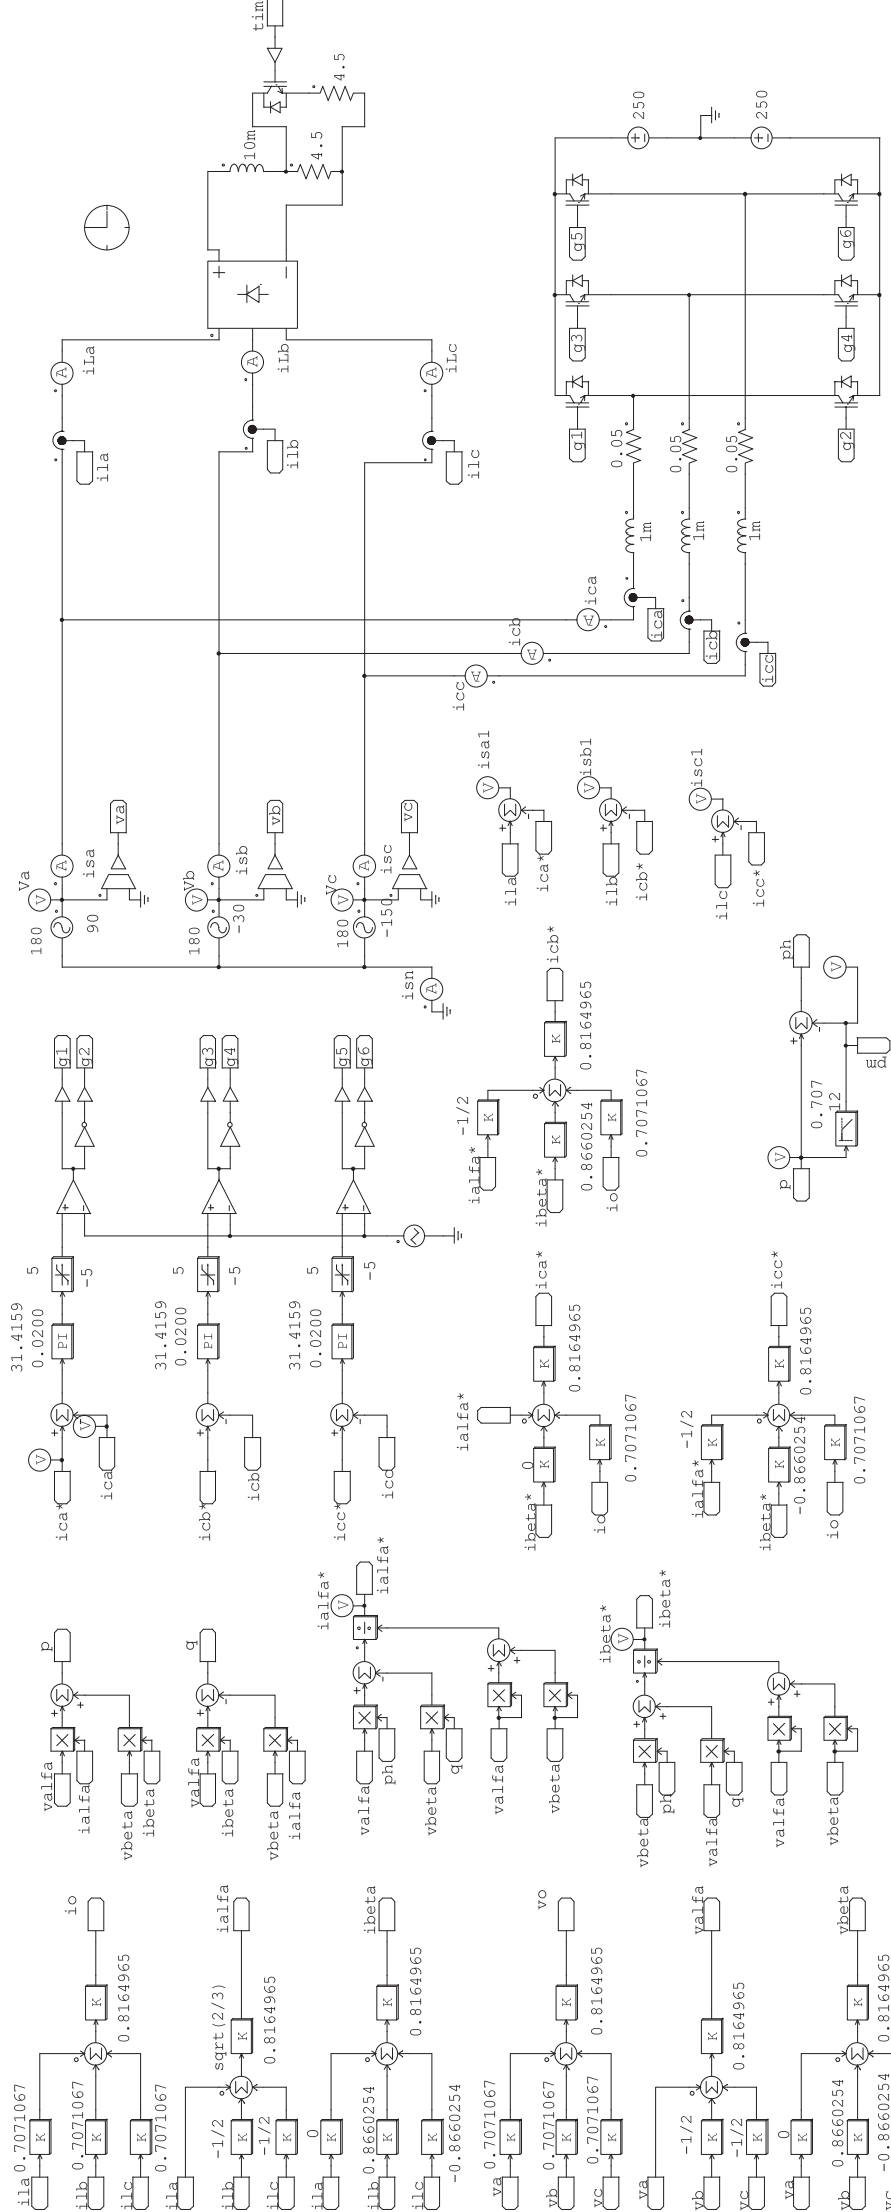 tim
4.5
10m
4.5
250
250
g5
g6
g3
g4
g1
g2
iLa
iLb
iLc
ila
ilb
ilc
0.05
0.05
0.05
1m
1m
1m
ica
icb
icc
ica
icb
icc
Va
180
90
isa
va
Vb
180
-30
isb
vb
Vc
180
-150
isc
vc
isn
isa1
ila
ica*
isb1
ilb
icb*
isc1
ilc
icc*
g1
g2
g3
g4
g5
g6
31.4159
0.0200
PI
5
-5
31.4159
0.0200
PI
5
-5
31.4159
0.0200
PI
5
-5
ica*
ica
icb*
icb
icc*
icc
icb*
-1/2
ialfa*
K
K
0.8164965
ibeta*
K
0.8660254
io
K
0.7071067
ph
p
0.707
12
pm
ialfa*
ica*
0
ibeta*
K
K
0.8164965
io
K
0.7071067
icc*
-1/2
ialfa*
K
K
0.8164965
ibeta*
K
-0.8660254
io
K
0.7071067
p
valfa
ialfa
vbeta
ibeta
q
valfa
ibeta
vbeta
ialfa
ialfa*
ialfa*
valfa
ph
vbeta
q
valfa
vbeta
ibeta*
ibeta*
vbeta
ph
valfa
q
valfa
vbeta
io
ila
0.7071067
K
ilb
0.7071067
K
ilc
0.7071067
K
K
0.8164965
ialfa
ila
sqrt(2/3)
ilb
-1/2
K
ilc
-1/2
K
K
0.8164965
ibeta
ila
0
K
ilb
0.8660254
K
ilc
-0.8660254
K
K
0.8164965
vo
va
0.7071067
K
vb
0.7071067
K
vc
0.7071067
K
K
0.8164965
valfa
va
vb
-1/2
K
vc
-1/2
K
K
0.8164965
vbeta
va
0
K
vb
0.8660254
K
-0.8660254
K
0.8164965